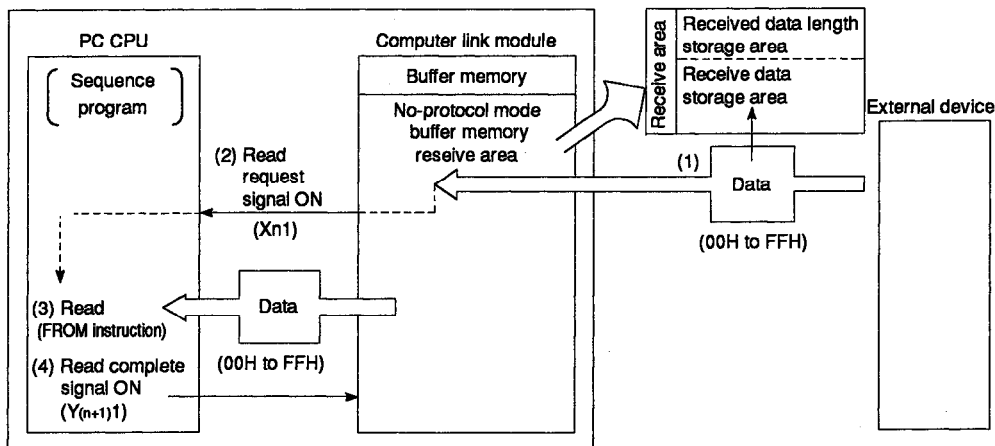 PC CPU
Sequence
program
(2) Read
request
signal ON
(Xn1)
(3) Read
(FROM instruction)
Data
(00H to FFH)
(4) Read complete
signal ON
(Y(n+1)1)
Computer link module
Buffer memory
No-protocol mode
buffer memory
reseive area
Receive area
Received data length
storage area
Receive data
storage area
(1)
Data
(00H to FFH)
External device